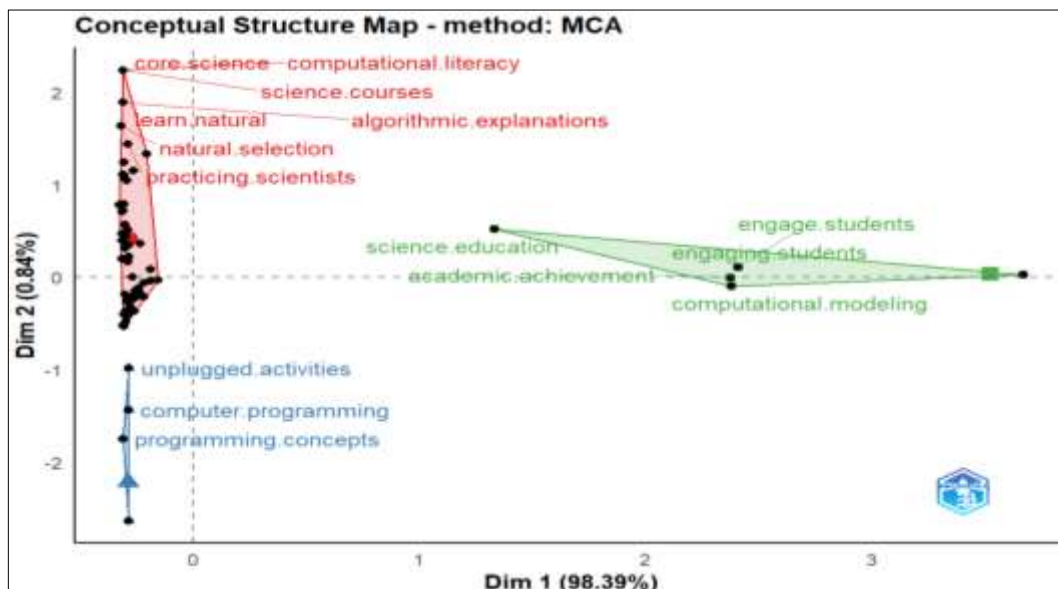 Conceptual Structure Map - method: MCA
core.science computational.literacy
science.courses
learn.natural algorithmic.explanations
natural.selection
practicing.scientists
engage.students
science.education engaging.students
academic.achievement
computational.modeling
unplugged.activities
computer.programming
programming.concepts
2
1
0
-1
-2
Dim 2 (0.84%)
0 1 2 3
Dim 1 (98.39%)